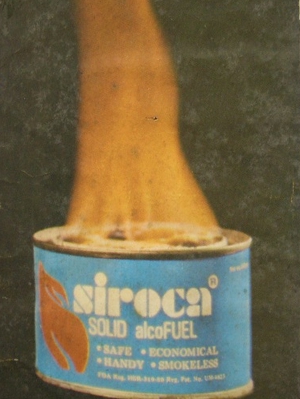 siroca®
SOLID alcoFUEL
* SAFE * ECONOMICAL
* HANDY * SMOKELESS